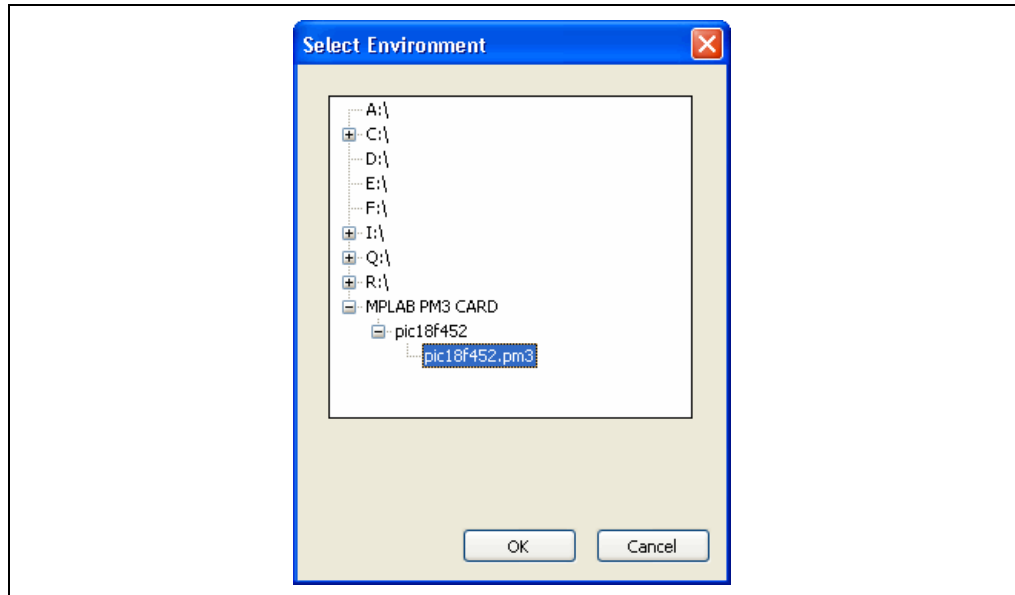 Select Environment
A:\
C:\
D:\
E:\
F:\
I:\
Q:\
R:\
MPLAB PM3 CARD
pic18f452
pic18f452.pm3
OK
Cancel